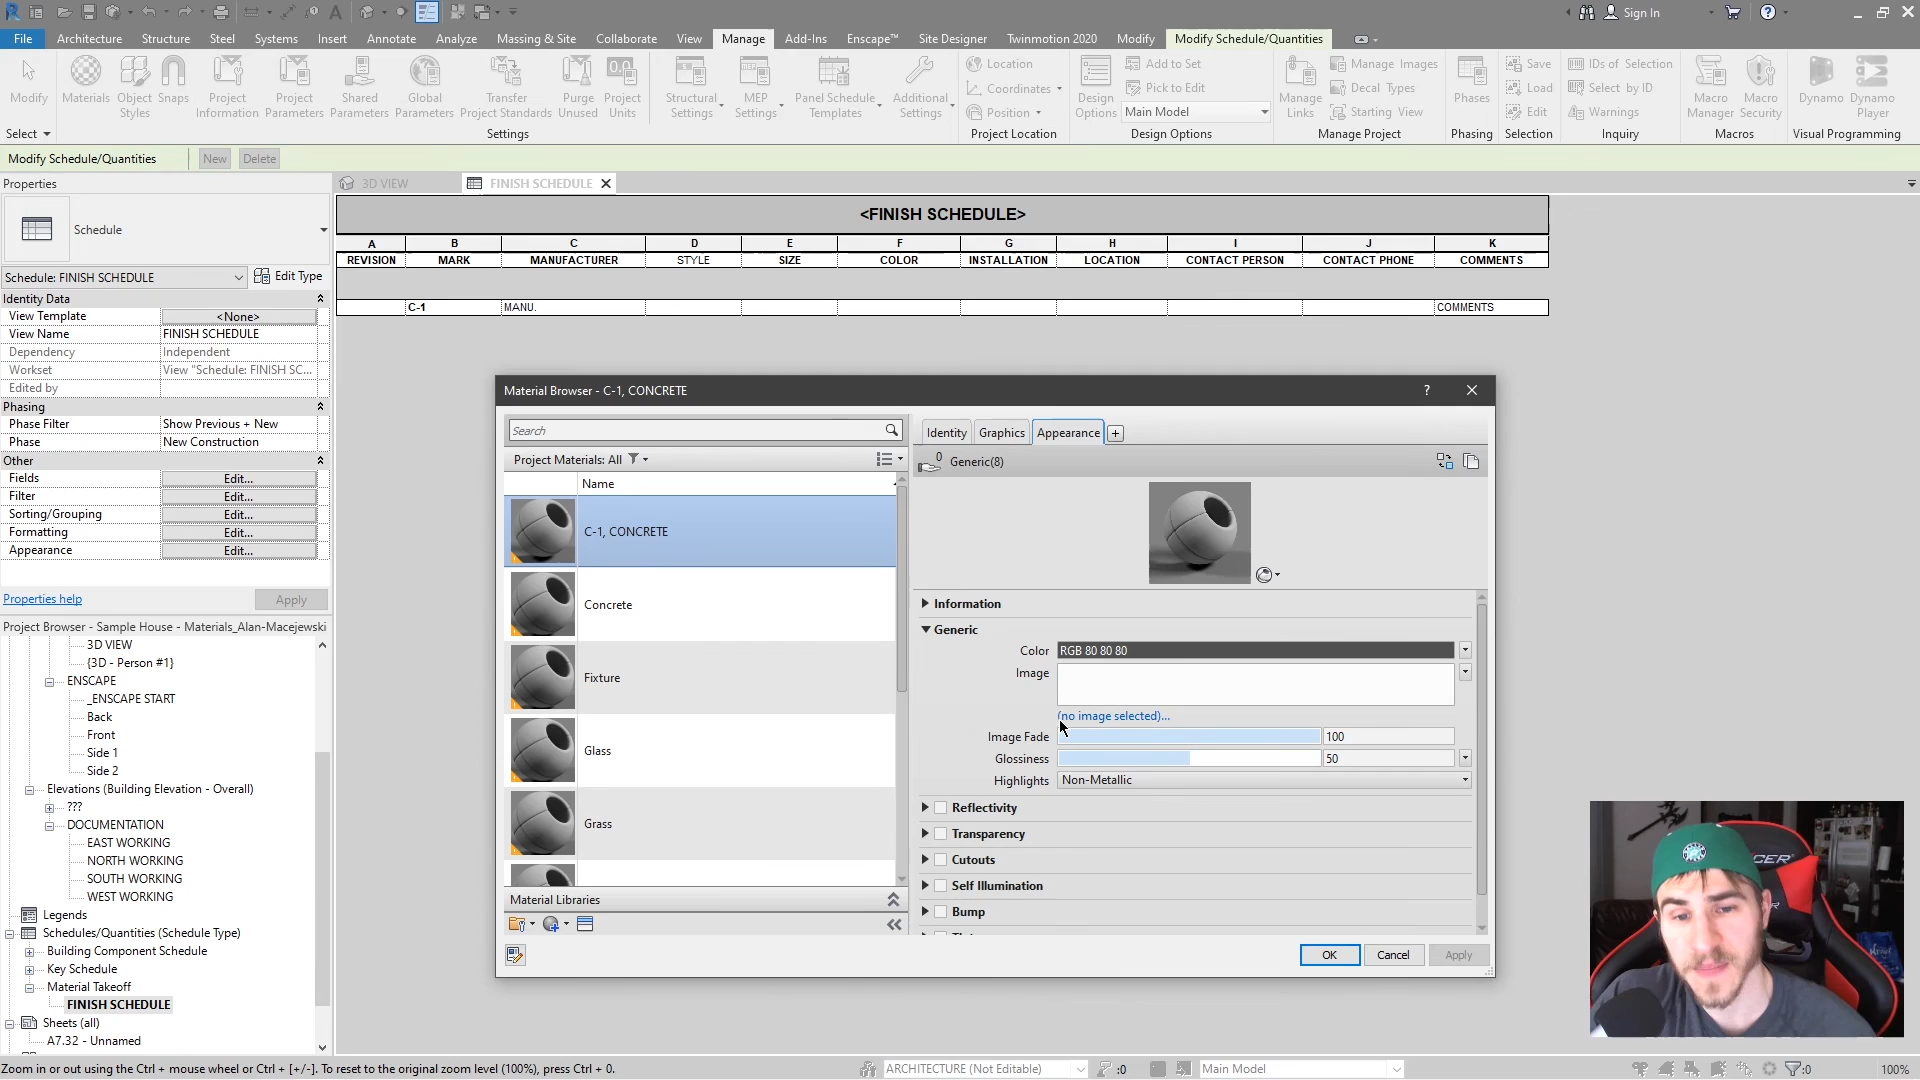 Sign In
File Architecture Structure Steel Systems Insert Annotate Analyze Massing & Site Collaborate View Manage Add-Ins Enscape™ Site Designer Twinmotion 2020 Modify Modify Schedule/Quantities
Modify Materials Object Styles Snaps Project Information Project Parameters Shared Parameters Global Parameters Transfer Project Standards Purge Unused Project Units Structural Settings MEP Settings Panel Schedule Templates Additional Settings
Location
Coordinates
Position
Design Options
Add to Set
Pick to Edit
Main Model
Manage Links
Manage Images
Decal Types
Starting View
Phases
Save
Load
Edit
IDs of Selection
Select by ID
Warnings
Macro Manager
Macro Security
Dynamo
Dynamo Player
Select Settings Project Location Design Options Manage Project Phasing Selection Inquiry Macros Visual Programming
Modify Schedule/Quantities New Delete
Properties
Schedule
Schedule: FINISH SCHEDULE Edit Type
Identity Data
View Template <None>
View Name FINISH SCHEDULE
Dependency Independent
Workset View "Schedule: FINISH SC...
Edited by
Phasing
Phase Filter Show Previous + New
Phase New Construction
Other
Fields Edit...
Filter Edit...
Sorting/Grouping Edit...
Formatting Edit...
Appearance Edit...
Properties help Apply
Project Browser - Sample House - Materials_Alan-Macejewski
3D VIEW
{3D - Person #1}
ENSCAPE
_ENSCAPE START
Back
Front
Side 1
Side 2
Elevations (Building Elevation - Overall)
???
DOCUMENTATION
EAST WORKING
NORTH WORKING
SOUTH WORKING
WEST WORKING
Legends
Schedules/Quantities (Schedule Type)
Building Component Schedule
Key Schedule
Material Takeoff
FINISH SCHEDULE
Sheets (all)
A7.32 - Unnamed
3D VIEW FINISH SCHEDULE
<FINISH SCHEDULE>
A B C D E F G H I J K
REVISION MARK MANUFACTURER STYLE SIZE COLOR INSTALLATION LOCATION CONTACT PERSON CONTACT PHONE COMMENTS
C-1 MANU. COMMENTS
Material Browser - C-1, CONCRETE ?
Search
Project Materials: All
Name
C-1, CONCRETE
Concrete
Fixture
Glass
Grass
Material Libraries
Identity Graphics Appearance +
0 Generic(8)
Information
Generic
Color RGB 80 80 80
Image
(no image selected)...
Image Fade 100
Glossiness 50
Highlights Non-Metallic
Reflectivity
Transparency
Cutouts
Self Illumination
Bump
OK Cancel Apply
Zoom in or out using the Ctrl + mouse wheel or Ctrl + [+/-]. To reset to the original zoom level (100%), press Ctrl + 0.
ARCHITECTURE (Not Editable) :0 Main Model :0 100%